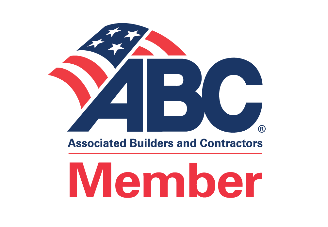 ABC®
Associated Builders and Contractors
Member